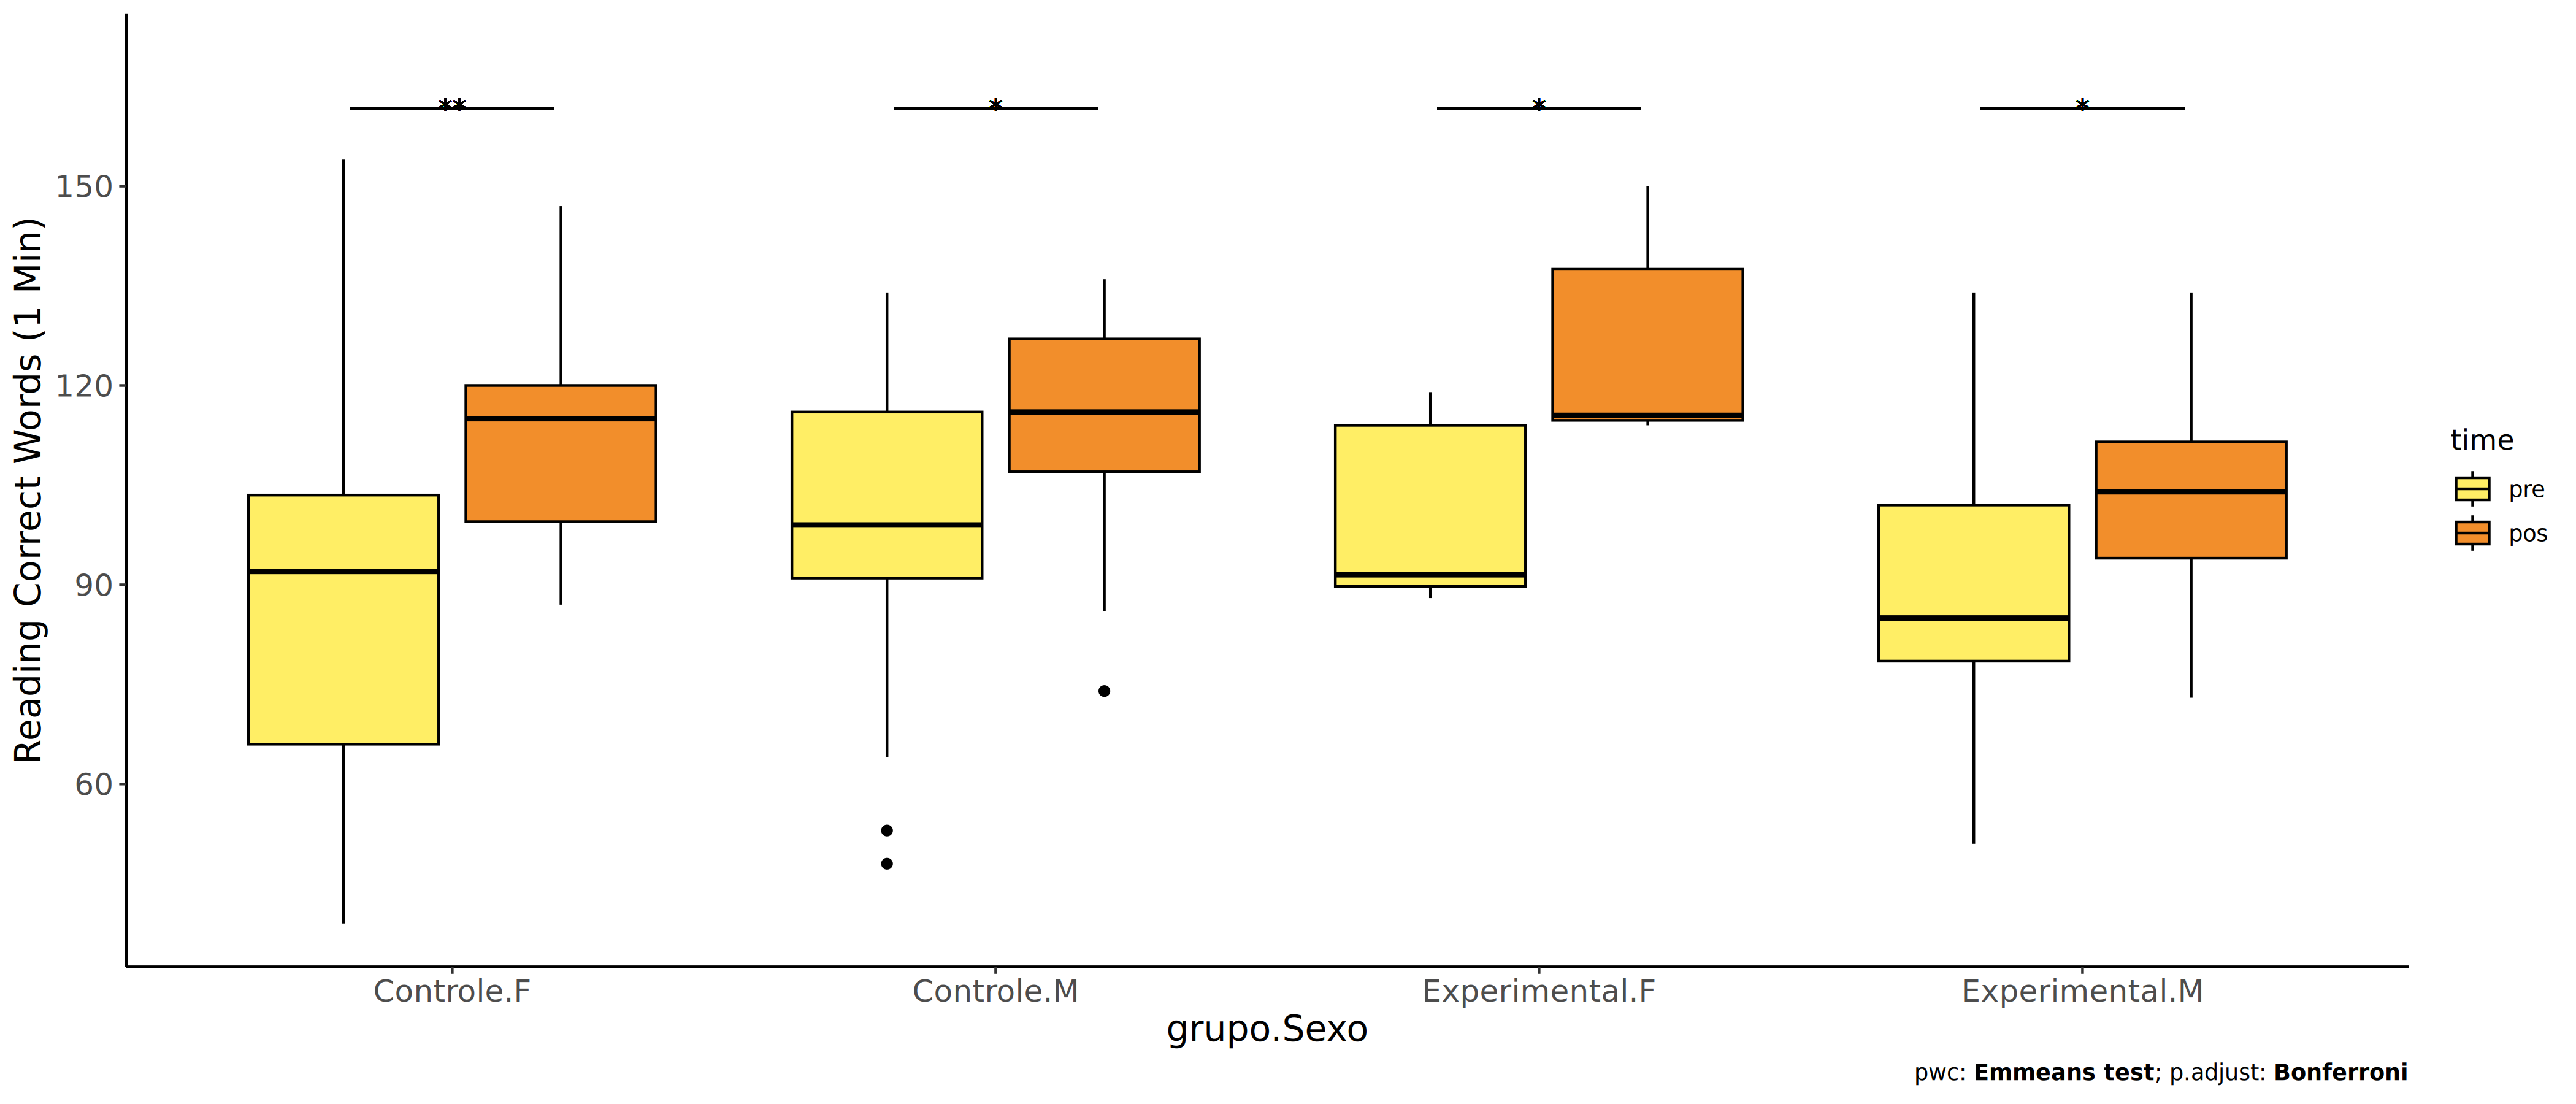 ** * * *
Reading Correct Words (1 Min)
150
120
90
60
Controle.F Controle.M Experimental.F Experimental.M
grupo.Sexo
time
pre
pos
pwc: Emmeans test; p.adjust: Bonferroni